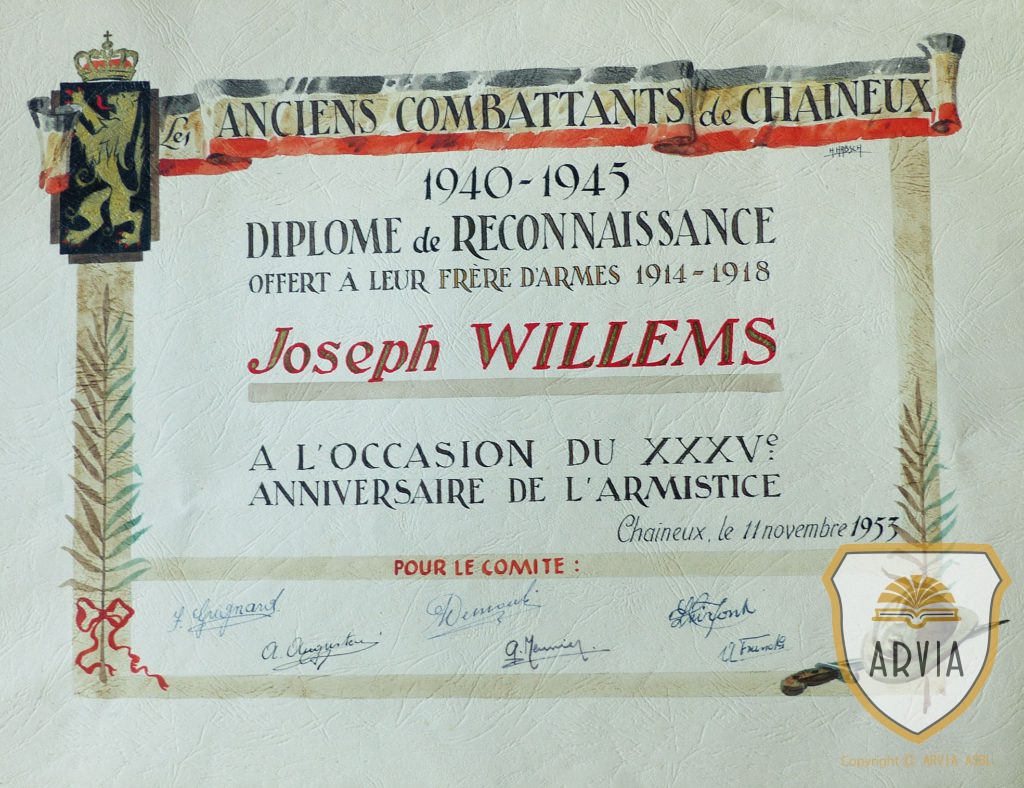 Les ANCIENS COMBATTANTS de CHAINEUX
H. HABSCH
1940-1945
DIPLOME de RECONNAISSANCE
OFFERT À LEUR FRÈRE D'ARMES 1914-1918
Joseph WILLEMS
A L'OCCASION DU XXXVe
ANNIVERSAIRE DE L'ARMISTICE
Chaineux, le 11 novembre 1953
POUR LE COMITE :
ARVIA
Copyright © ARVIA ASBL